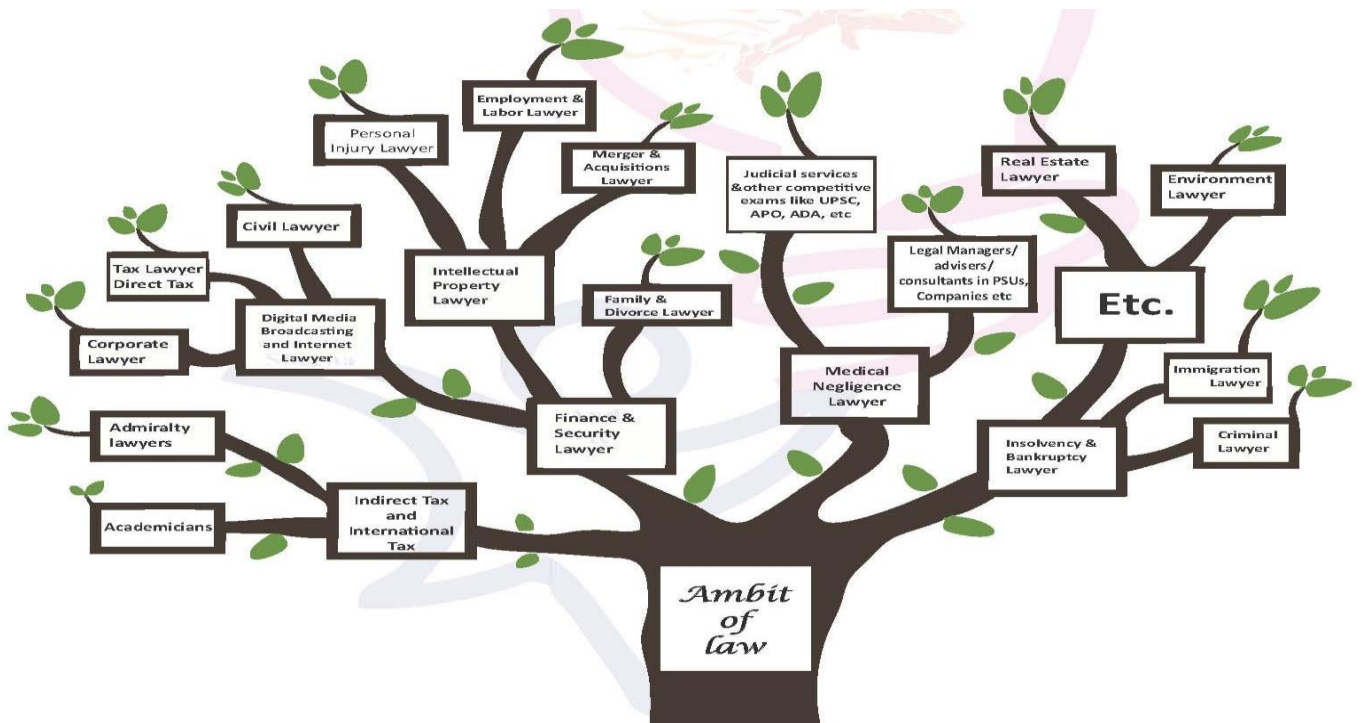 Employment &
Labor Lawyer
Personal
Injury Lawyer
Merger &
Acquisitions
Lawyer
Judicial services
&other competitive
exams like UPSC,
APO, ADA, etc
Real Estate
Lawyer
Environment
Lawyer
Civil Lawyer
Tax Lawyer
Direct Tax
Intellectual
Property
Lawyer
Family &
Divorce Lawyer
Legal Managers/
advisers/
consultants in PSUs,
Companies etc
Etc.
Corporate
Lawyer
Digital Media
Broadcasting
and Internet
Lawyer
Medical
Negligence
Lawyer
Immigration
Lawyer
Admiralty
lawyers
Finance &
Security
Lawyer
Insolvency &
Bankruptcy
Lawyer
Criminal
Lawyer
Academicians
Indirect Tax
and
International
Tax
Ambit
of
law